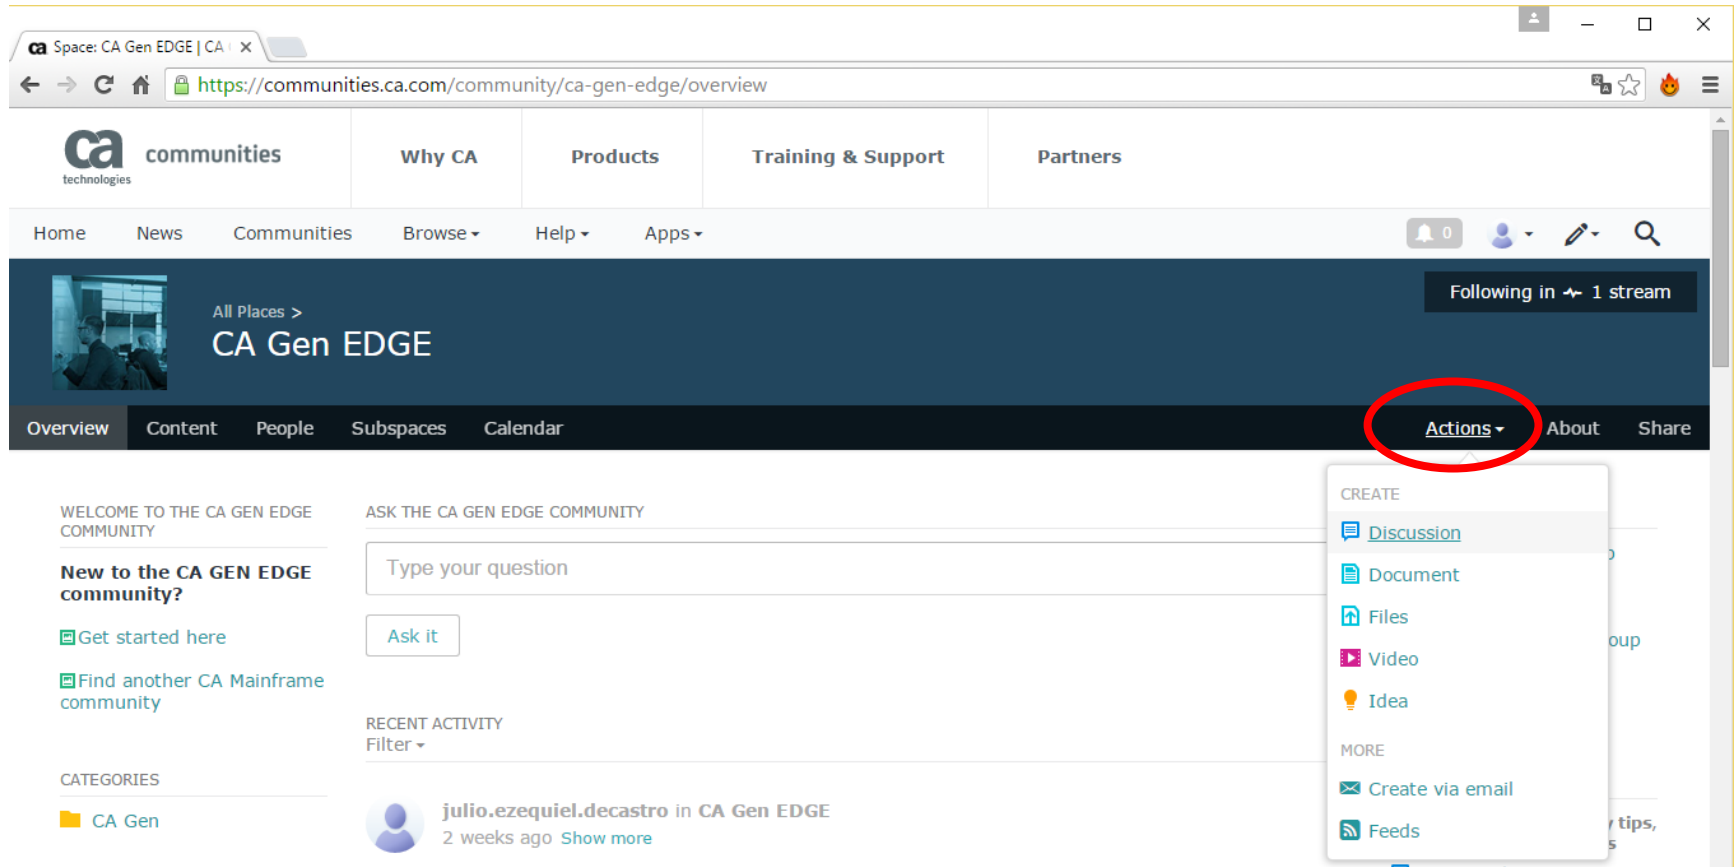 ca Space: CA Gen EDGE | CA
https://communities.ca.com/community/ca-gen-edge/overview
ca
technologies
communities
Why CA
Products
Training & Support
Partners
Home
News
Communities
Browse
Help
Apps
0
Following in 1 stream
All Places >
CA Gen EDGE
Overview
Content
People
Subspaces
Calendar
Actions
About
Share
WELCOME TO THE CA GEN EDGE
COMMUNITY
New to the CA GEN EDGE
community?
Get started here
Find another CA Mainframe
community
CATEGORIES
CA Gen
ASK THE CA GEN EDGE COMMUNITY
Type your question
Ask it
RECENT ACTIVITY
Filter
julio.ezequiel.decastro in CA Gen EDGE
2 weeks ago Show more
CREATE
Discussion
Document
Files
Video
Idea
MORE
Create via email
Feeds
oup
tips,